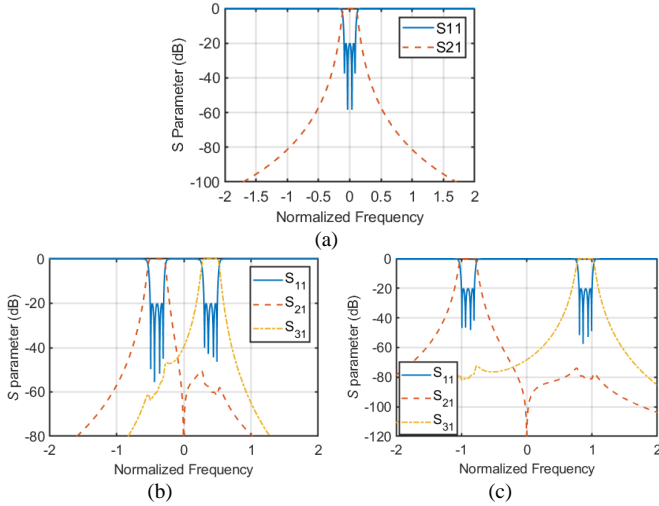 0
-20
-40
-60
-80
-100
S Parameter (dB)
S11
S21
-2 -1.5 -1 -0.5 0 0.5 1 1.5 2
Normalized Frequency
(a)
0
-20
-40
-60
-80
S parameter (dB)
S11
S21
S31
-2 -1 0 1 2
Normalized Frequency
(b)
0
-20
-40
-60
-80
-100
-120
S parameter (dB)
S11
S21
S31
-2 -1 0 1 2
Normalized Frequency
(c)